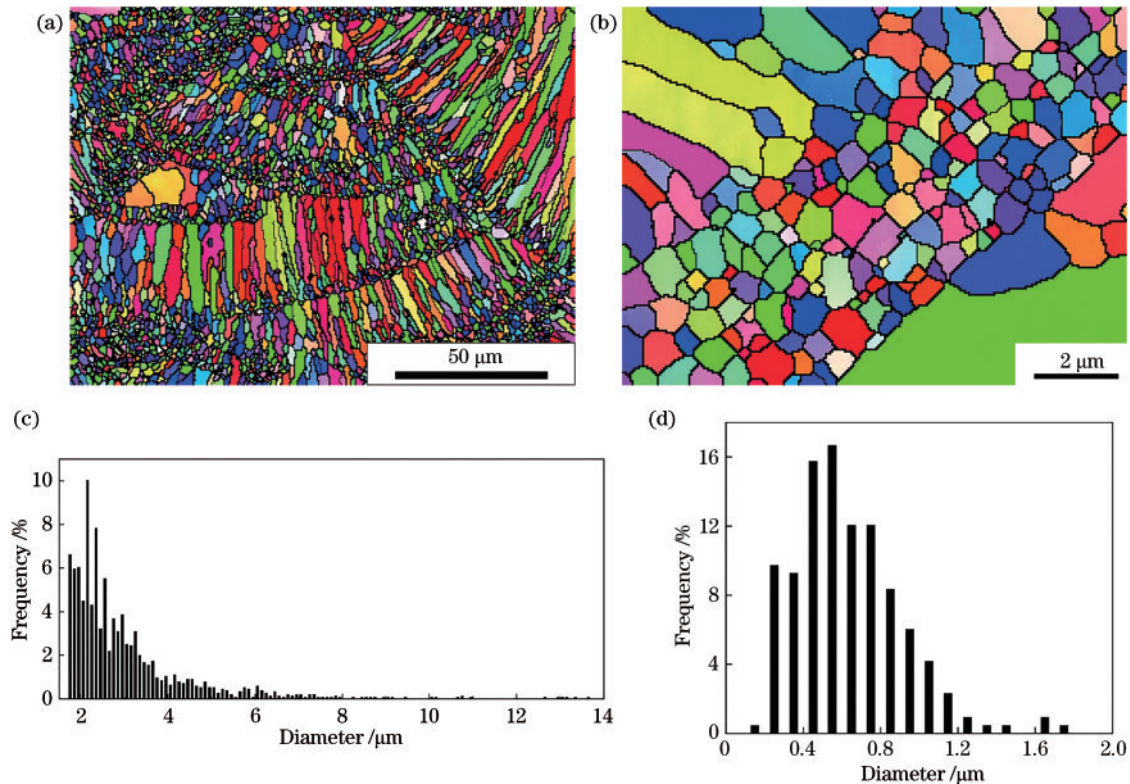 (a)
50 μm
(b)
2 μm
(c)
10
8
6
4
2
0
Frequency /%
2 4 6 8 10 12 14
Diameter /μm
(d)
16
12
8
4
0
Frequency /%
0 0.4 0.8 1.2 1.6 2.0
Diameter /μm